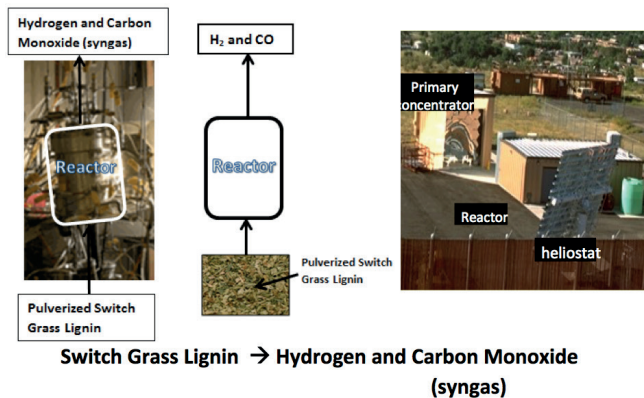 Hydrogen and Carbon
Monoxide (syngas)
Reactor
Pulverized Switch
Grass Lignin
H₂ and CO
Reactor
Pulverized Switch
Grass Lignin
Primary
concentrator
Reactor
heliostat
Switch Grass Lignin → Hydrogen and Carbon Monoxide
(syngas)